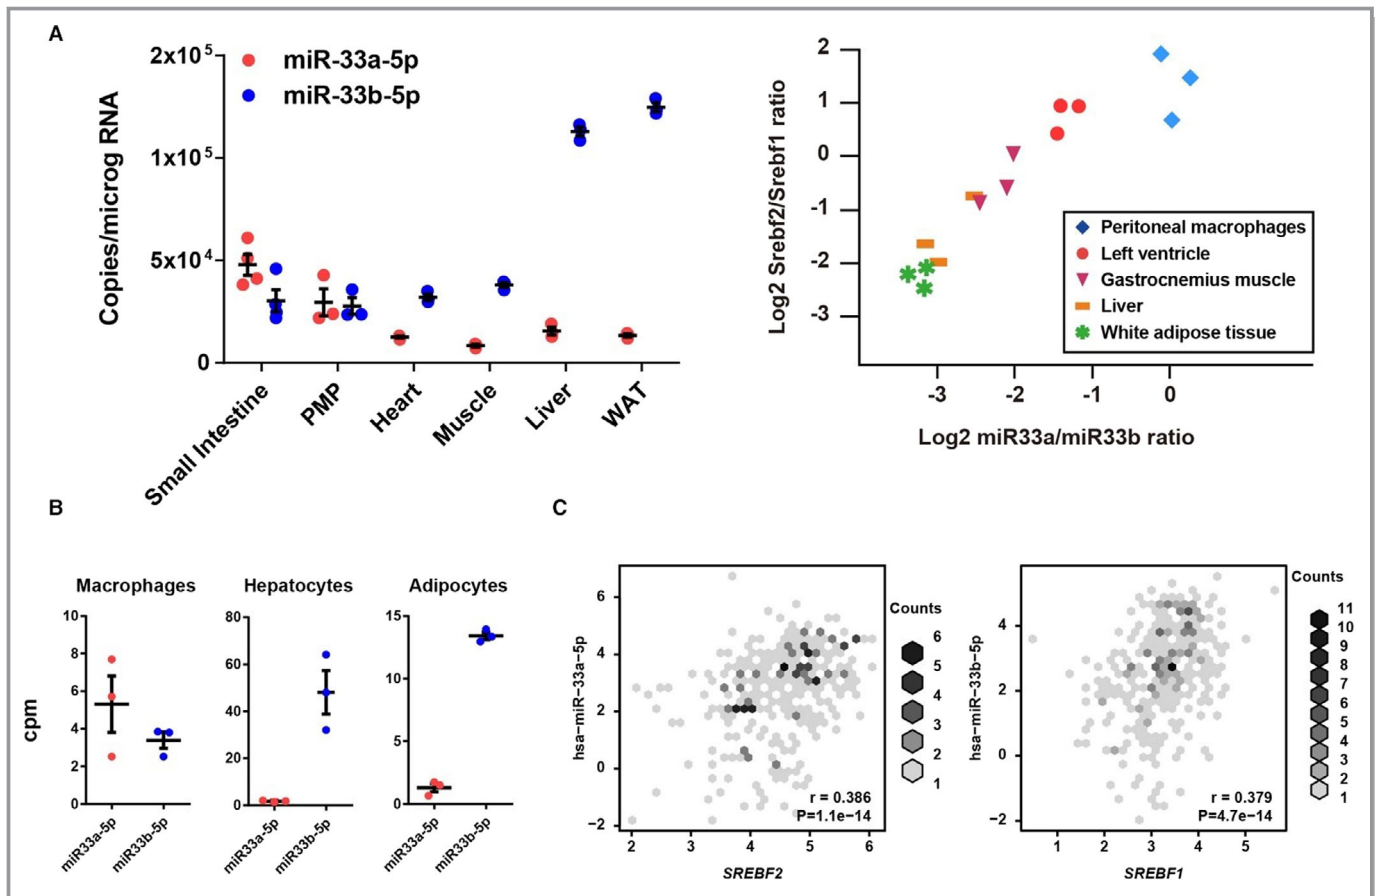 A
2x10⁵
1x10⁵
5x10⁴
0
Copies/microg RNA
miR-33a-5p
miR-33b-5p
Small Intestine
PMP
Heart
Muscle
Liver
WAT
2
1
0
-1
-2
-3
Log2 Srebf2/Srebf1 ratio
-3 -2 -1 0
Log2 miR33a/miR33b ratio
Peritoneal macrophages
Left ventricle
Gastrocnemius muscle
Liver
White adipose tissue
B
cpm
Macrophages
10
8
6
4
2
0
miR33a-5p
miR33b-5p
Hepatocytes
80
60
40
20
0
miR33a-5p
miR33b-5p
Adipocytes
15
10
5
0
miR33a-5p
miR33b-5p
C
hsa−miR−33a−5p
6
4
2
0
−2
2 3 4 5 6
SREBF2
r = 0.386
P=1.1e−14
Counts
6
5
4
3
2
1
hsa−miR−33b−5p
4
2
0
−2
1 2 3 4 5
SREBF1
r = 0.379
P=4.7e−14
Counts
11
10
9
8
7
6
5
4
3
2
1